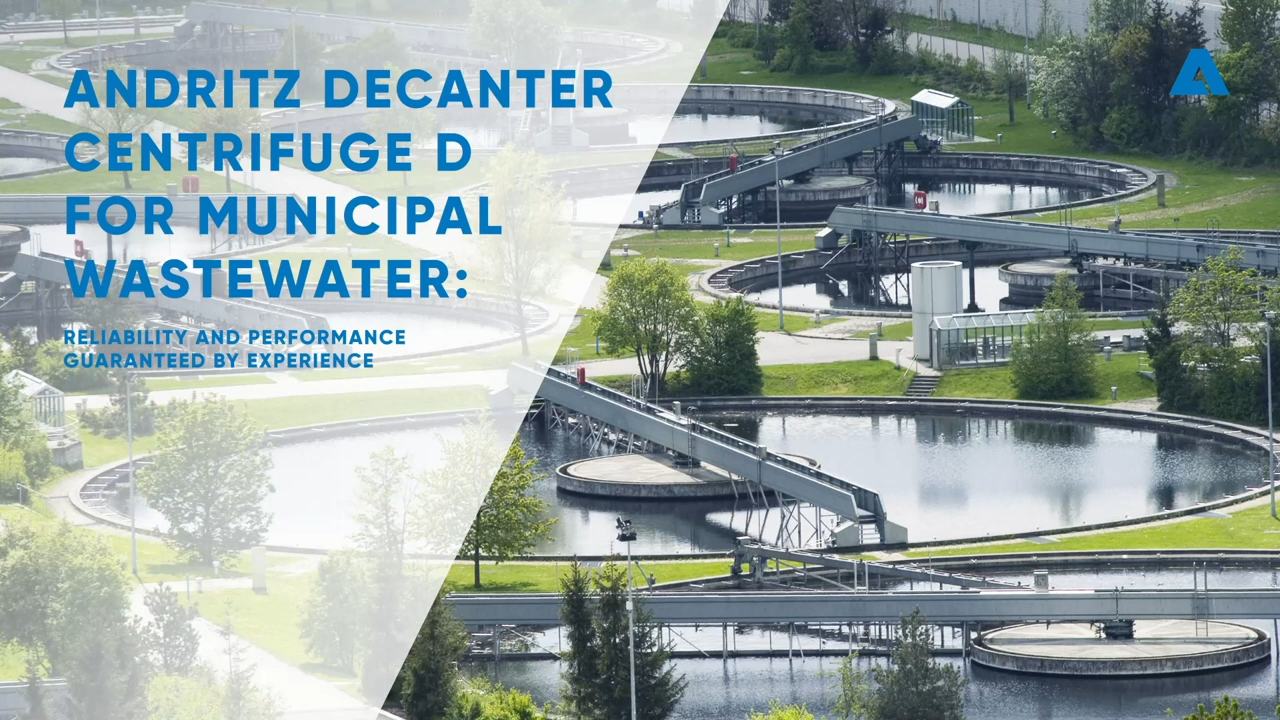 ANDRITZ DECANTER
CENTRIFUGE D
FOR MUNICIPAL
WASTEWATER:
RELIABILITY AND PERFORMANCE
GUARANTEED BY EXPERIENCE